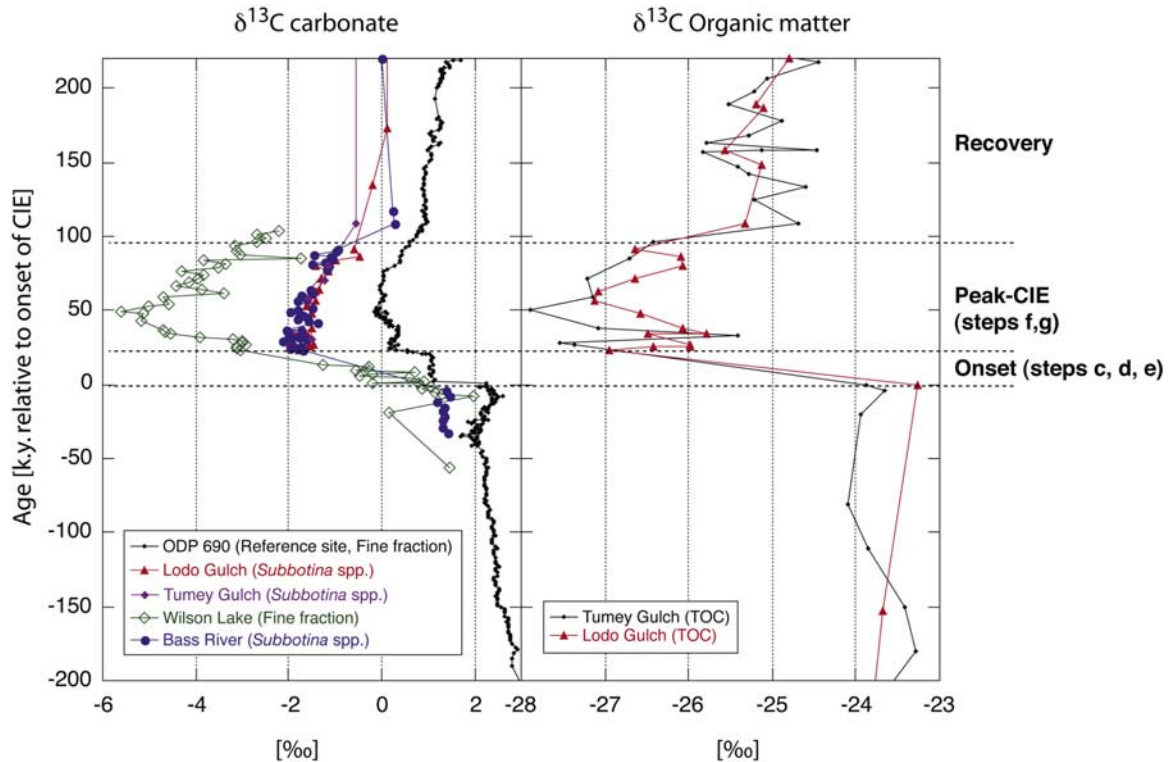 δ13C carbonate
δ13C Organic matter
Age [k.y. relative to onset of CIE]
200
150
100
50
0
-50
-100
-150
-200
Recovery
Peak-CIE
(steps f,g)
Onset (steps c, d, e)
ODP 690 (Reference site, Fine fraction)
Lodo Gulch (Subbotina spp.)
Tumey Gulch (Subbotina spp.)
Wilson Lake (Fine fraction)
Bass River (Subbotina spp.)
Tumey Gulch (TOC)
Lodo Gulch (TOC)
-6 -4 -2 0 2 -28 -27 -26 -25 -24 -23
[‰]
[‰]